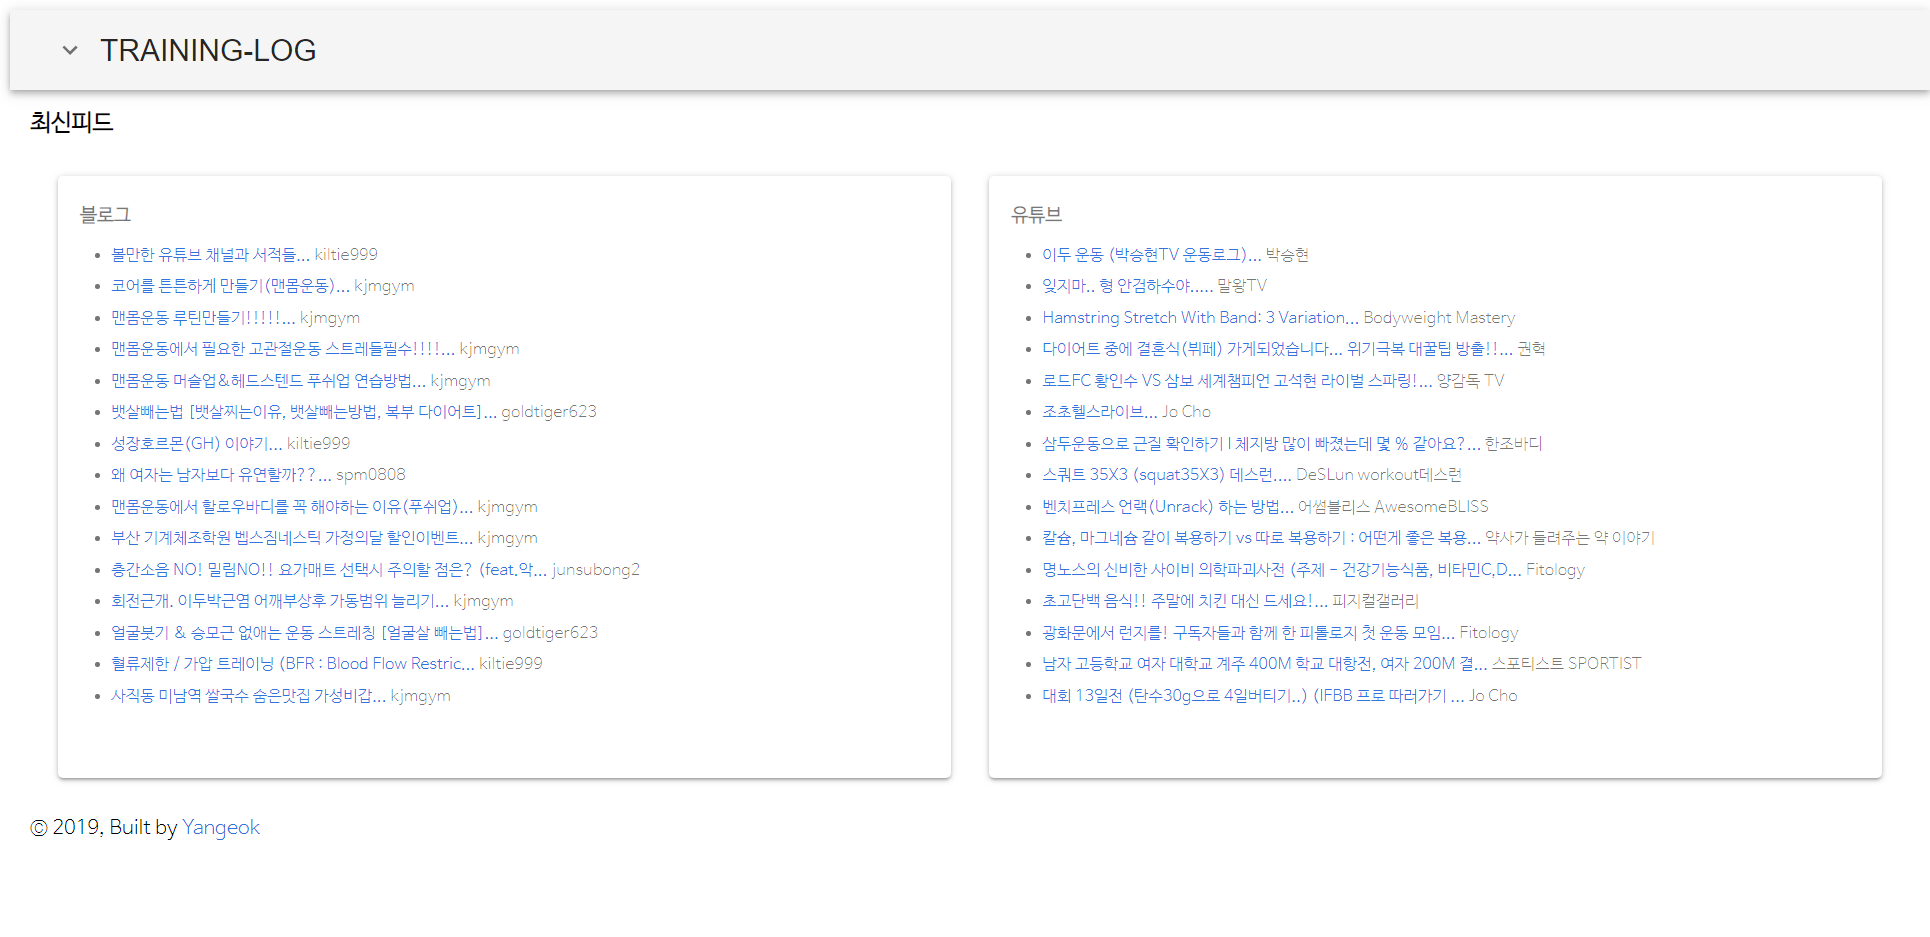 TRAINING-LOG
최신피드
블로그
볼만한 유튜브 채널과 서적들... kiltie999
코어를 튼튼하게 만들기(맨몸운동)... kjmgym
맨몸운동 루틴만들기!!!!!... kjmgym
맨몸운동에서 필요한 고관절운동 스트레들필수!!!!... kjmgym
맨몸운동 머슬업&헤드스텐드 푸쉬업 연습방법... kjmgym
뱃살빼는법 [뱃살찌는이유, 뱃살빼는방법, 복부 다이어트]... goldtiger623
성장호르몬(GH) 이야기... kiltie999
왜 여자는 남자보다 유연할까??... spm0808
맨몸운동에서 할로우바디를 꼭 해야하는 이유(푸쉬업)... kjmgym
부산 기계체조학원 벱스짐네스틱 가정의달 할인이벤트... kjmgym
층간소음 NO! 밀림NO!! 요가매트 선택시 주의할 점은? (feat.악... junsubong2
회전근개. 이두박근염 어깨부상후 가동범위 늘리기... kjmgym
얼굴붓기 & 승모근 없애는 운동 스트레칭 [얼굴살 빼는법]... goldtiger623
혈류제한 / 가압 트레이닝 (BFR : Blood Flow Restric... kiltie999
사직동 미남역 쌀국수 숨은맛집 가성비갑... kjmgym
유튜브
이두 운동 (박승현TV 운동로그)... 박승현
잊지마.. 형 안검하수야..... 말왕TV
Hamstring Stretch With Band: 3 Variation... Bodyweight Mastery
다이어트 중에 결혼식(뷔페) 가게되었습니다... 위기극복 대꿀팁 방출!!... 권혁
로드FC 황인수 VS 삼보 세계챔피언 고석현 라이벌 스파링!... 양감독 TV
조초헬스라이브... Jo Cho
삼두운동으로 근질 확인하기 I 체지방 많이 빠졌는데 몇 % 같아요?... 한조바디
스쿼트 35X3 (squat35X3) 데스런.... DeSLun workout데스런
벤치프레스 언랙(Unrack) 하는 방법... 어썸블리스 AwesomeBLISS
칼슘, 마그네슘 같이 복용하기 vs 따로 복용하기 : 어떤게 좋은 복용... 약사가 들려주는 약 이야기
명노스의 신비한 사이비 의학파괴사전 (주제 - 건강기능식품, 비타민C,D... Fitology
초고단백 음식!! 주말에 치킨 대신 드세요!... 피지컬갤러리
광화문에서 런지를! 구독자들과 함께 한 피톨로지 첫 운동 모임... Fitology
남자 고등학교 여자 대학교 계주 400M 학교 대항전, 여자 200M 결... 스포티스트 SPORTIST
대회 13일전 (탄수30g으로 4일버티기..) (IFBB 프로 따러가기 ... Jo Cho
© 2019, Built by Yangeok